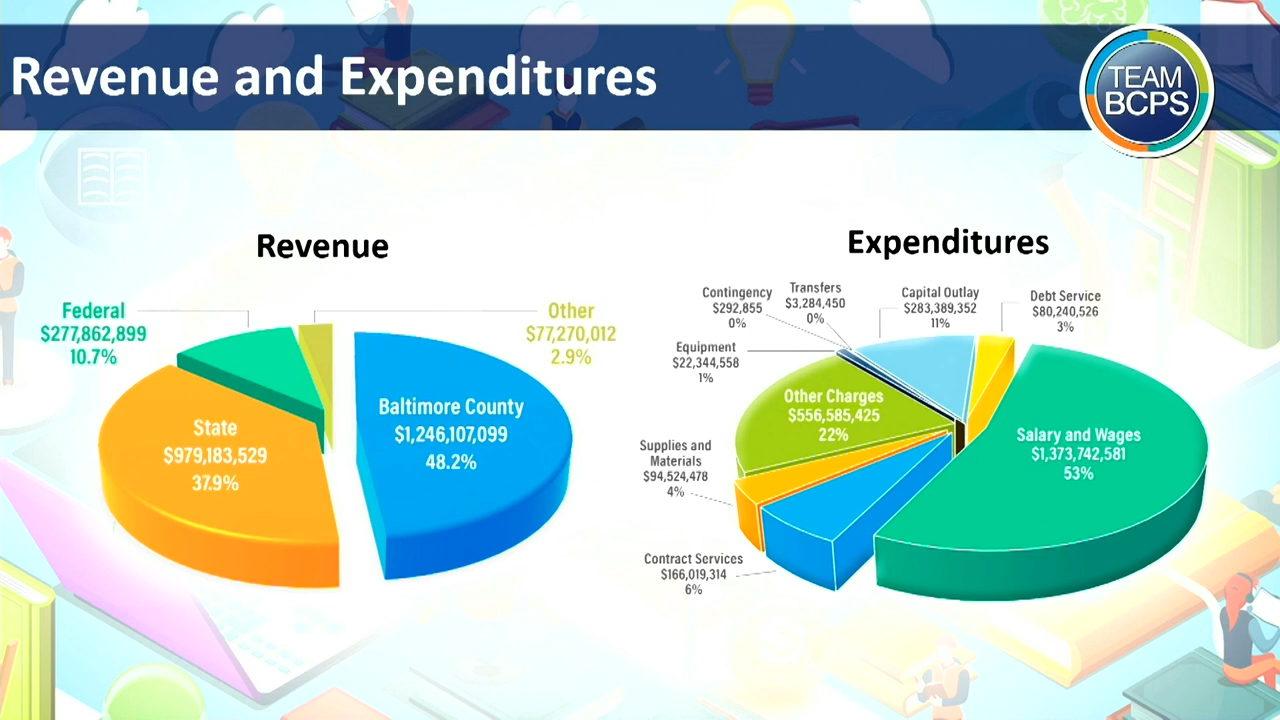 Revenue and Expenditures
TEAM
BCPS
Revenue
Federal
$277,862,899
10.7%
Other
$77,270,012
2.9%
State
$979,183,529
37.9%
Baltimore County
$1,246,107,099
48.2%
Expenditures
Contingency
$292,855
0%
Transfers
$3,284,450
0%
Capital Outlay
$283,389,352
11%
Debt Service
$80,240,526
3%
Equipment
$22,344,558
1%
Other Charges
$556,585,425
22%
Salary and Wages
$1,373,742,581
53%
Supplies and
Materials
$94,524,478
4%
Contract Services
$166,019,314
6%